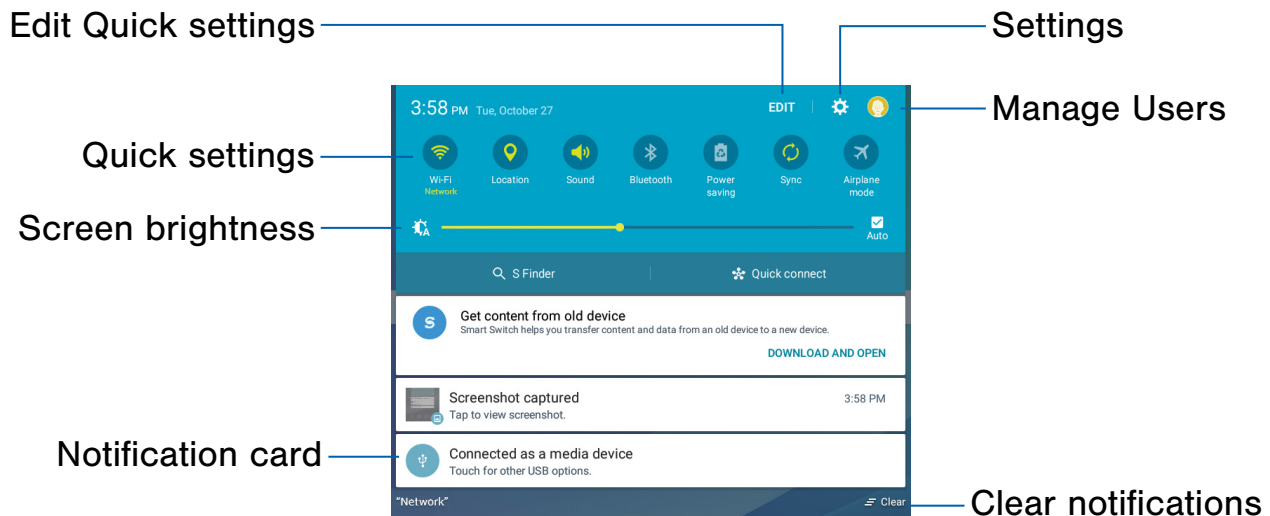 Edit Quick settings
Settings
3:58 PM Tue, October 27
EDIT
Manage Users
Quick settings
Wi-Fi
Network
Location
Sound
Bluetooth
Power
saving
Sync
Airplane
mode
Screen brightness
A
Auto
S Finder
Quick connect
S
Get content from old device
Smart Switch helps you transfer content and data from an old device to a new device.
DOWNLOAD AND OPEN
Screenshot captured
3:58 PM
Tap to view screenshot.
Notification card
Connected as a media device
Touch for other USB options.
"Network"
Clear
Clear notifications